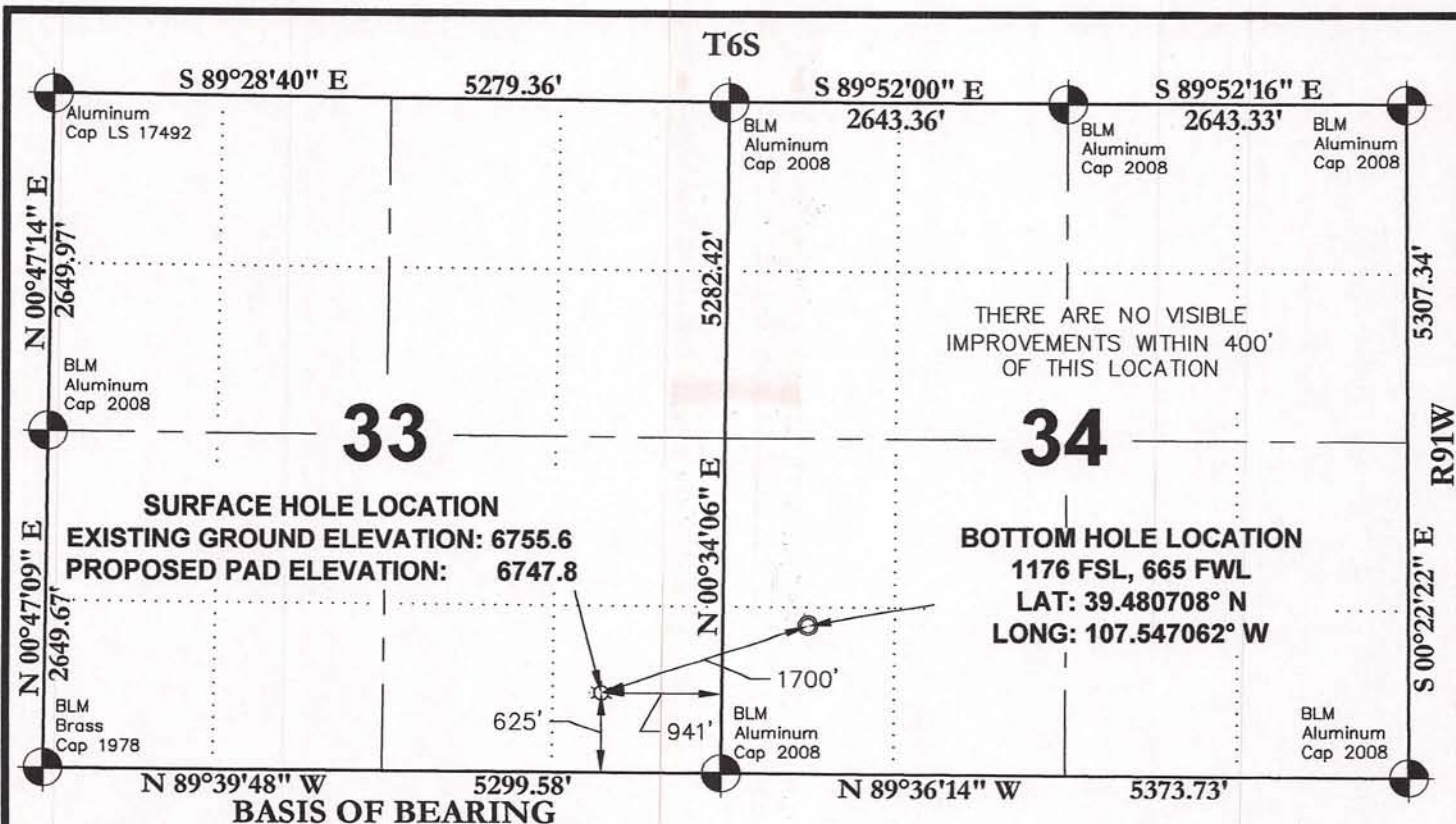 T6S
S 89°28'40" E
5279.36'
S 89°52'00" E
2643.36'
S 89°52'16" E
2643.33'
Aluminum
Cap LS 17492
BLM
Aluminum
Cap 2008
BLM
Aluminum
Cap 2008
BLM
Aluminum
Cap 2008
N 00°47'14" E
2649.97'
5282.42'
5307.34'
THERE ARE NO VISIBLE
IMPROVEMENTS WITHIN 400'
OF THIS LOCATION
BLM
Aluminum
Cap 2008
33
34
R91W
SURFACE HOLE LOCATION
EXISTING GROUND ELEVATION: 6755.6
PROPOSED PAD ELEVATION: 6747.8
N 00°34'06" E
BOTTOM HOLE LOCATION
1176 FSL, 665 FWL
LAT: 39.480708° N
LONG: 107.547062° W
N 00°47'09" E
2649.67'
S 00°22'22" E
1700'
625'
941'
BLM
Brass
Cap 1978
BLM
Aluminum
Cap 2008
BLM
Aluminum
Cap 2008
N 89°39'48" W
5299.58'
N 89°36'14" W
5373.73'
BASIS OF BEARING